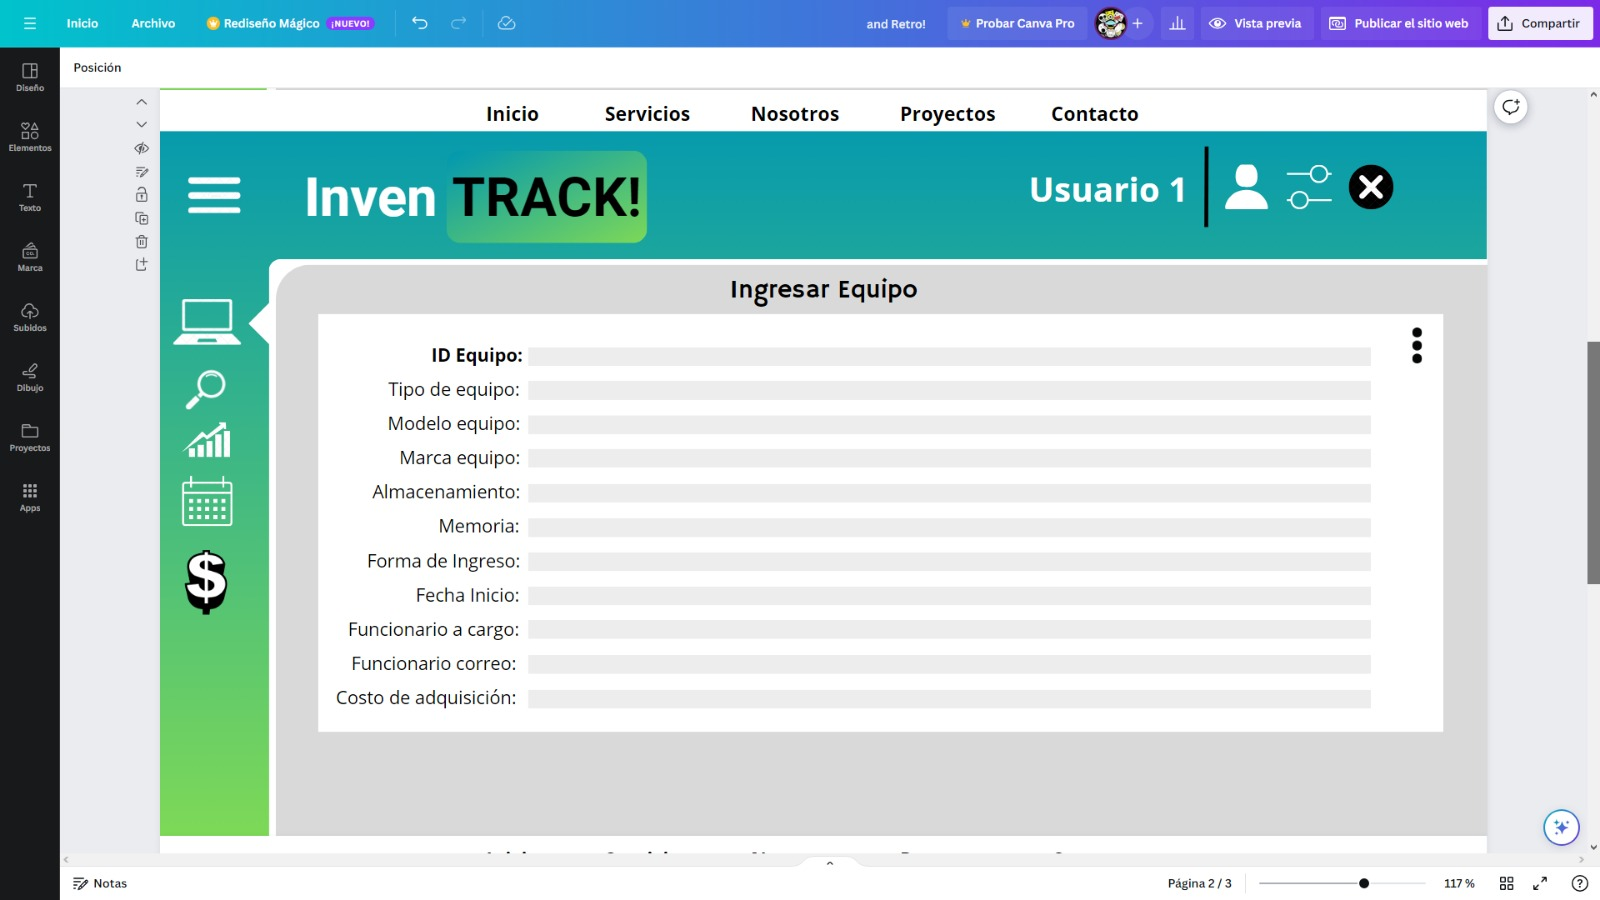 Inicio Archivo Rediseño Mágico ¡NUEVO! and Retro! Probar Canva Pro Vista previa Publicar el sitio web Compartir
Posición
Diseño
Elementos
Texto
Marca
Subidos
Dibujo
Proyectos
Apps
Inicio Servicios Nosotros Proyectos Contacto
Inven TRACK! Usuario 1
Ingresar Equipo
ID Equipo:
Tipo de equipo:
Modelo equipo:
Marca equipo:
Almacenamiento:
Memoria:
Forma de Ingreso:
Fecha Inicio:
Funcionario a cargo:
Funcionario correo:
Costo de adquisición:
$
Notas Página 2 / 3 117 %